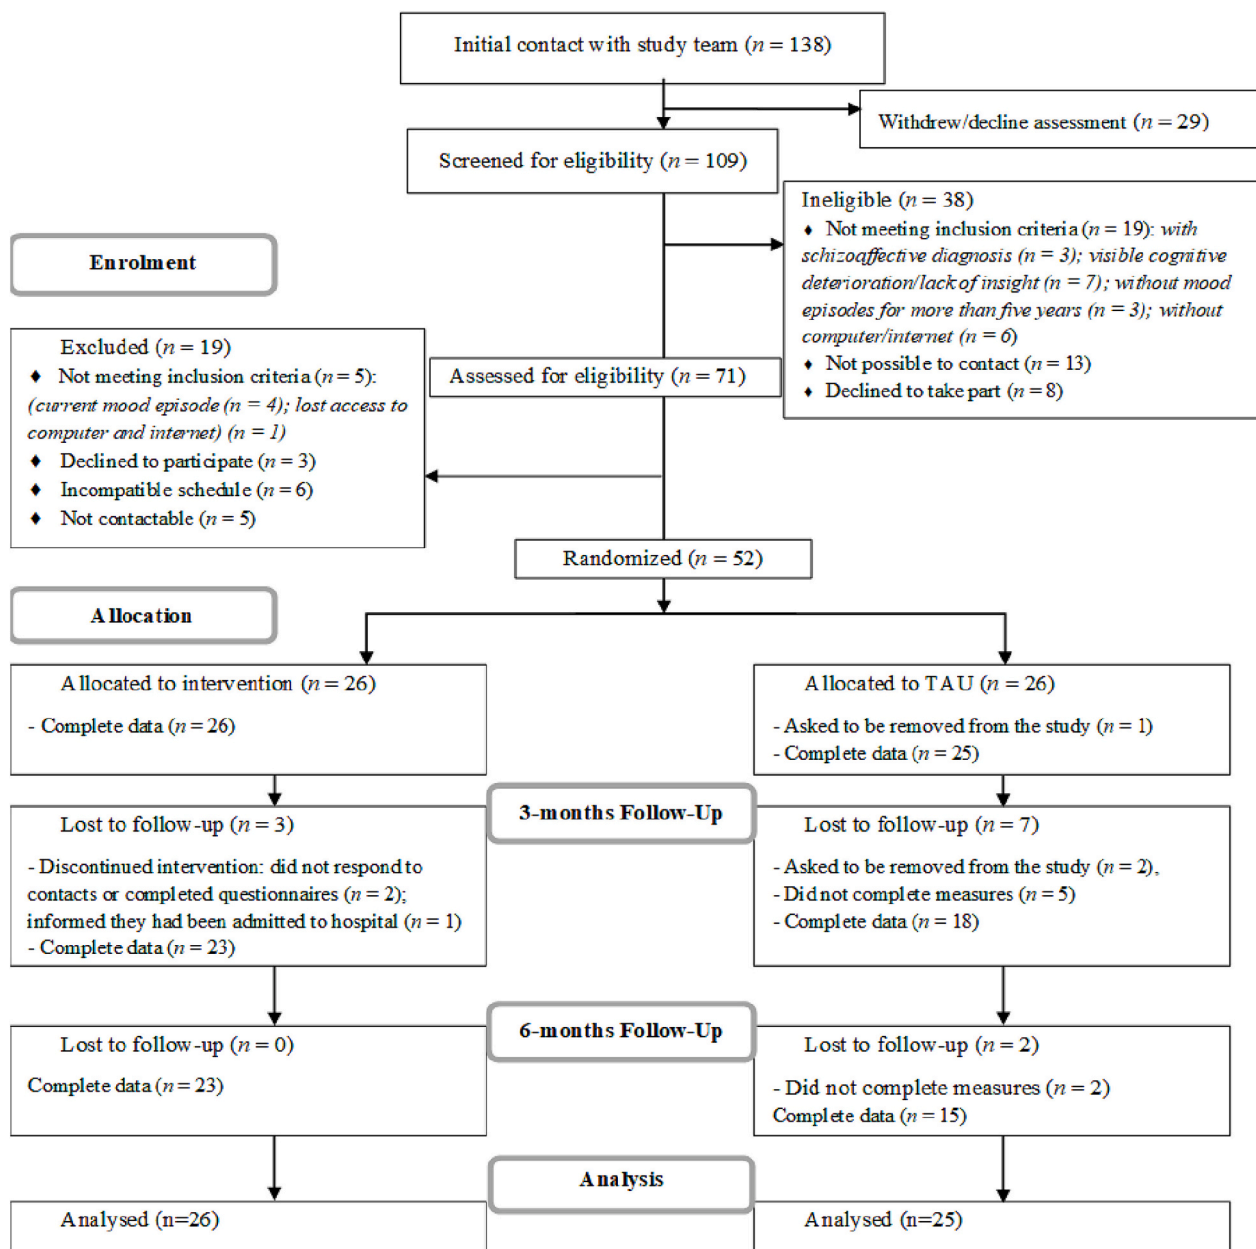 Initial contact with study team (n = 138)
Withdrew/decline assessment (n = 29)
Screened for eligibility (n = 109)
Ineligible (n = 38)
♦ Not meeting inclusion criteria (n = 19): with
schizoaffective diagnosis (n = 3); visible cognitive
deterioration/lack of insight (n = 7); without mood
episodes for more than five years (n = 3); without
computer/internet (n = 6)
♦ Not possible to contact (n = 13)
♦ Declined to take part (n = 8)
Enrolment
Excluded (n = 19)
♦ Not meeting inclusion criteria (n = 5):
(current mood episode (n = 4); lost access to
computer and internet) (n = 1)
♦ Declined to participate (n = 3)
♦ Incompatible schedule (n = 6)
♦ Not contactable (n = 5)
Assessed for eligibility (n = 71)
Randomized (n = 52)
Allocation
Allocated to intervention (n = 26)
- Complete data (n = 26)
Allocated to TAU (n = 26)
- Asked to be removed from the study (n = 1)
- Complete data (n = 25)
3-months Follow-Up
Lost to follow-up (n = 3)
- Discontinued intervention: did not respond to
contacts or completed questionnaires (n = 2);
informed they had been admitted to hospital (n = 1)
- Complete data (n = 23)
Lost to follow-up (n = 7)
- Asked to be removed from the study (n = 2),
- Did not complete measures (n = 5)
- Complete data (n = 18)
6-months Follow-Up
Lost to follow-up (n = 0)
Complete data (n = 23)
Lost to follow-up (n = 2)
- Did not complete measures (n = 2)
Complete data (n = 15)
Analysis
Analysed (n=26)
Analysed (n=25)